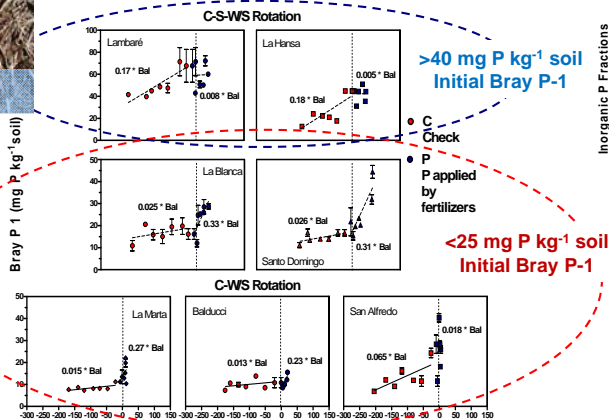 C-S-W/S Rotation
Lambaré
0.17 * Bal
0.008 * Bal
La Hansa
0.18 * Bal
0.005 * Bal
>40 mg P kg-1 soil
Initial Bray P-1
Inorganic P Fractions
C
Check
P
P applied
by
fertilizers
Bray P 1 (mg P kg-1 soil)
La Blanca
0.025 * Bal
0.33 * Bal
0.026 * Bal
0.31 * Bal
Santo Domingo
<25 mg P kg-1 soil
Initial Bray P-1
C-W/S Rotation
La Marta
0.015 * Bal
0.27 * Bal
Balducci
0.013 * Bal
0.23 * Bal
San Alfredo
0.065 * Bal
0.018 * Bal
100
80
60
40
20
0
50
40
30
20
10
0
50
40
30
20
10
0
-300 -250 -200 -150 -100 -50 0 50 100 150
-250 -200 -150 -100 -50 0 50 100 150
-300 -250 -200 -150 -100 -50 0 50 100 150